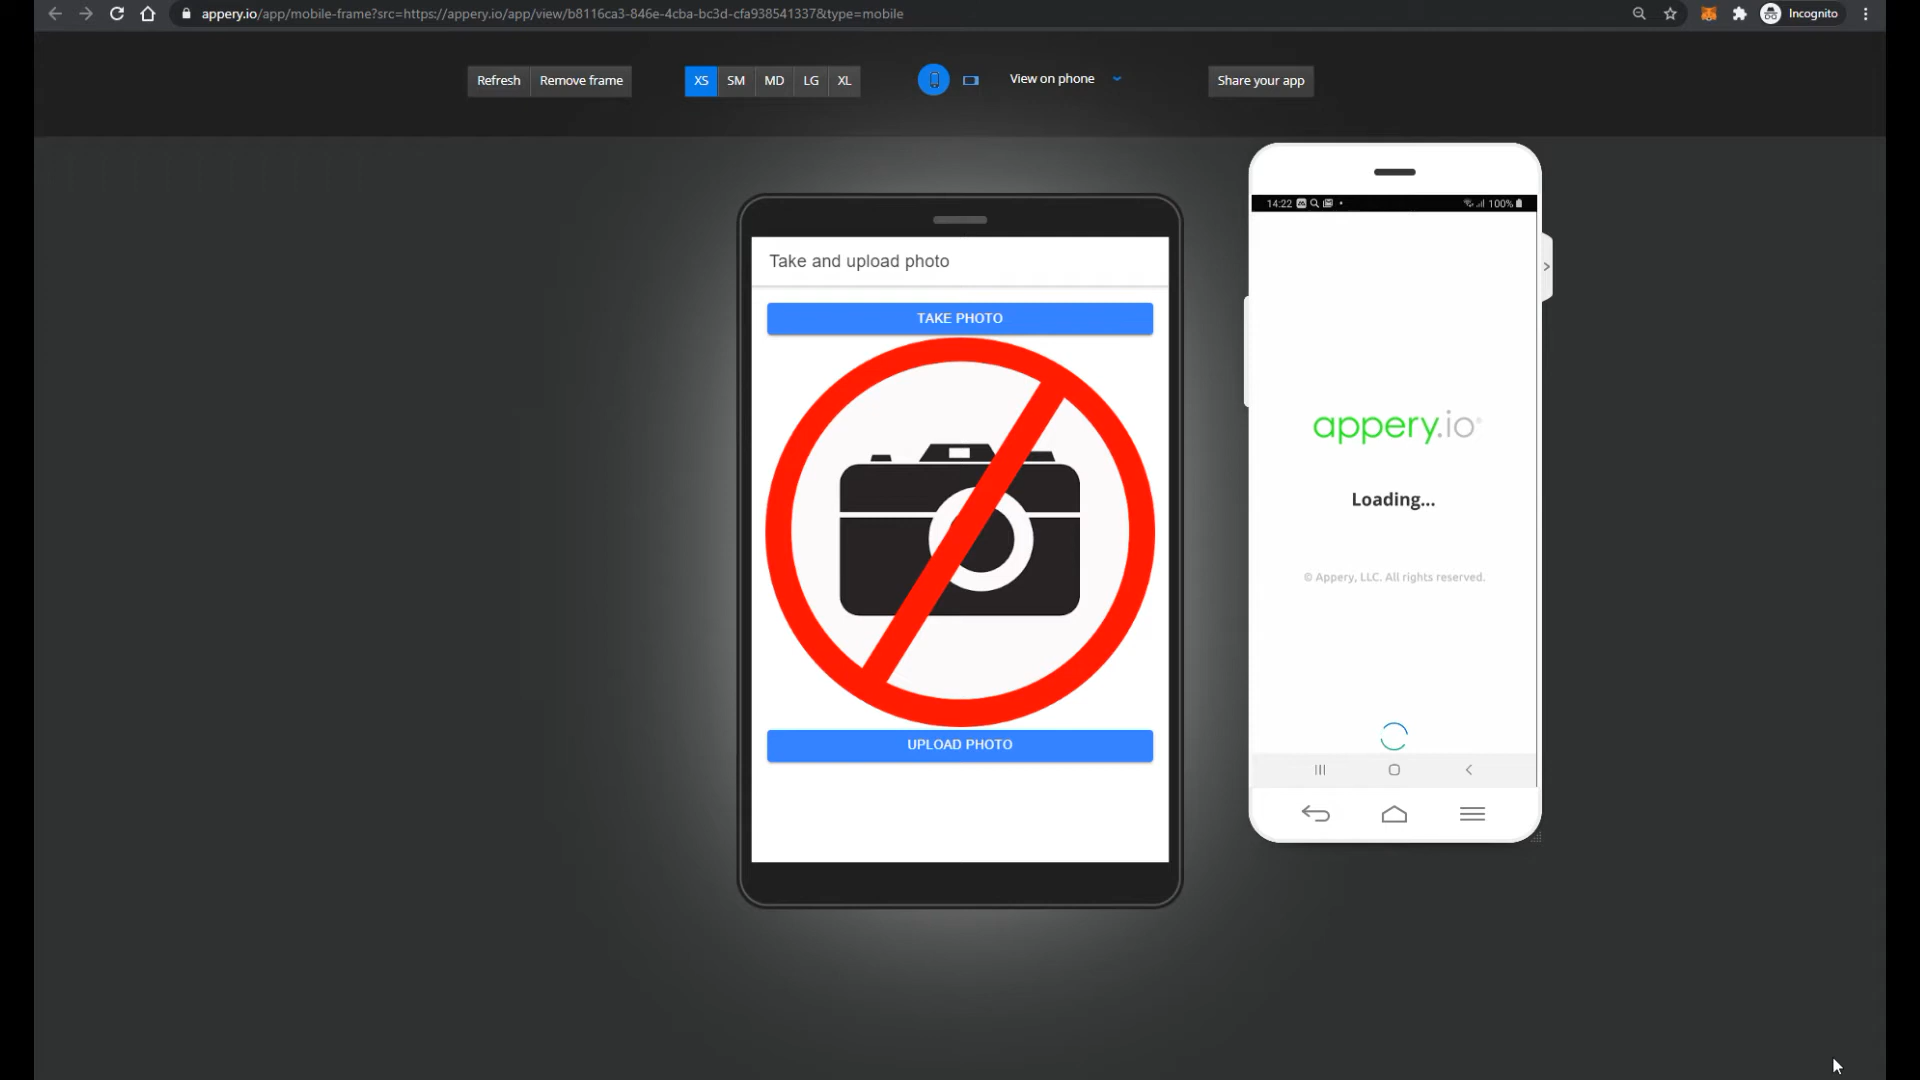 appery.io/app/mobile-frame?src=https://appery.io/app/view/b8116ca3-846e-4cba-bc3d-cfa938541337&type=mobile
Incognito
Refresh
Remove frame
XS
SM
MD
LG
XL
View on phone
Share your app
Take and upload photo
TAKE PHOTO
UPLOAD PHOTO
14:22
100%
appery.io
Loading...
© Appery, LLC. All rights reserved.